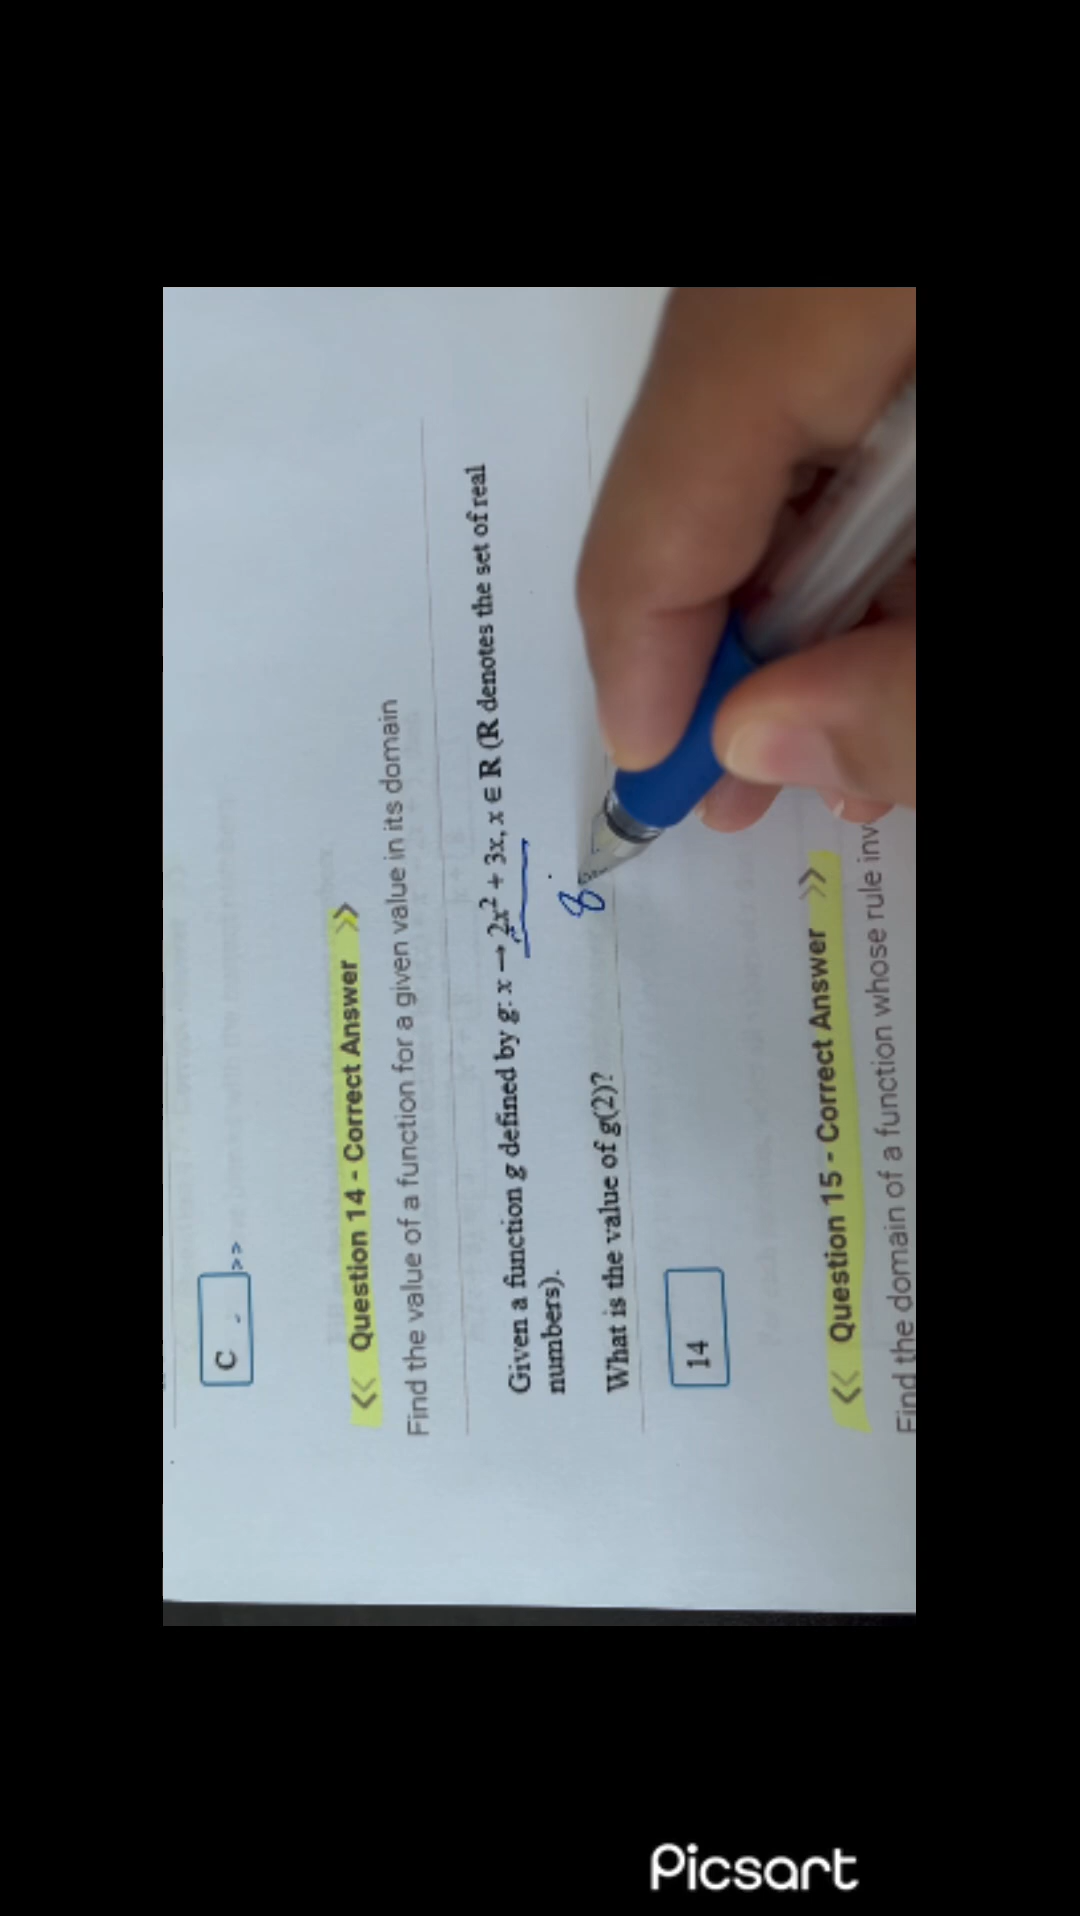 C >>
<< Question 14 - Correct Answer >>
Find the value of a function for a given value in its domain
Given a function g defined by g: x → 2x² + 3x, x ∈ R (R denotes the set of real
numbers).
8
What is the value of g(2)?
14
<< Question 15 - Correct Answer >>
Find the domain of a function whose rule
Picsart